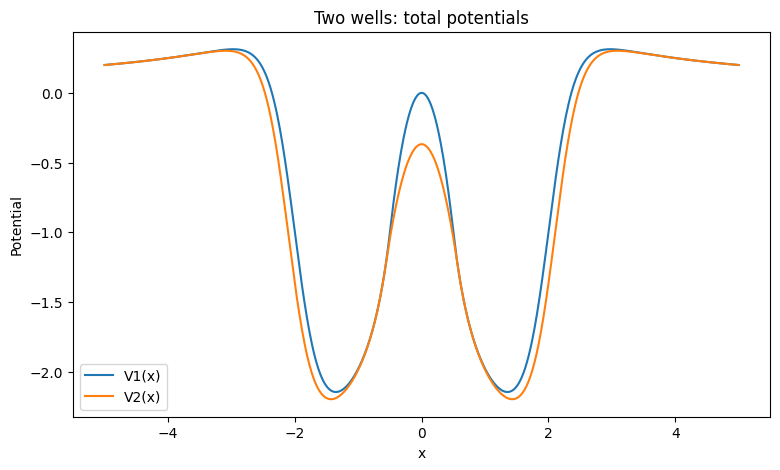 Two wells: total potentials
Potential
0.0
−0.5
−1.0
−1.5
−2.0
V1(x)
V2(x)
−4
−2
0
2
4
x